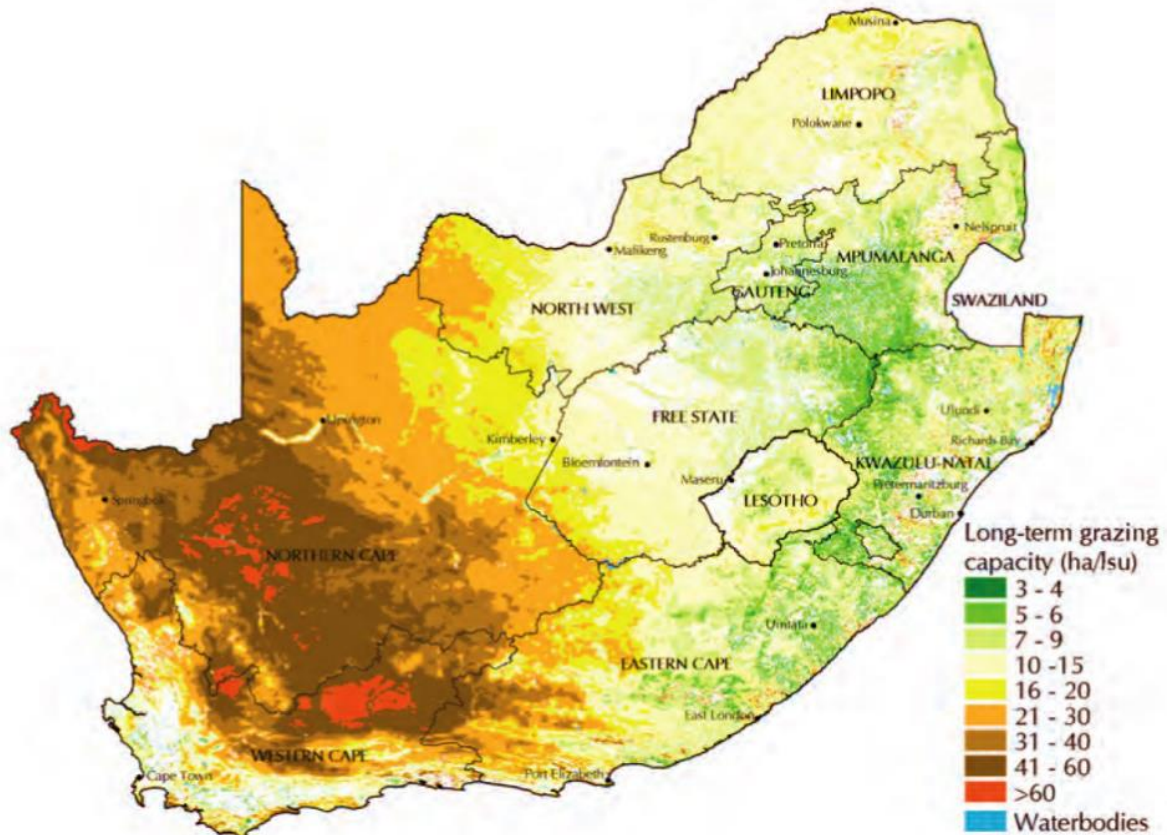 Musina
LIMPOPO
Polokwane
Nelspruit
Rustenburg
Pretoria
Mafikeng
MPUMALANGA
Johannesburg
GAUTENG
SWAZILAND
NORTH WEST
Ulundi
FREE STATE
Upington
Kimberley
Richards Bay
Bloemfontein
KWAZULU-NATAL
Maseru
Pietermaritzburg
LESOTHO
Springbok
Durban
NORTHERN CAPE
Umtata
EASTERN CAPE
East London
WESTERN CAPE
Cape Town
Port Elizabeth
Long-term grazing
capacity (ha/lsu)
3 - 4
5 - 6
7 - 9
10 -15
16 - 20
21 - 30
31 - 40
41 - 60
>60
Waterbodies